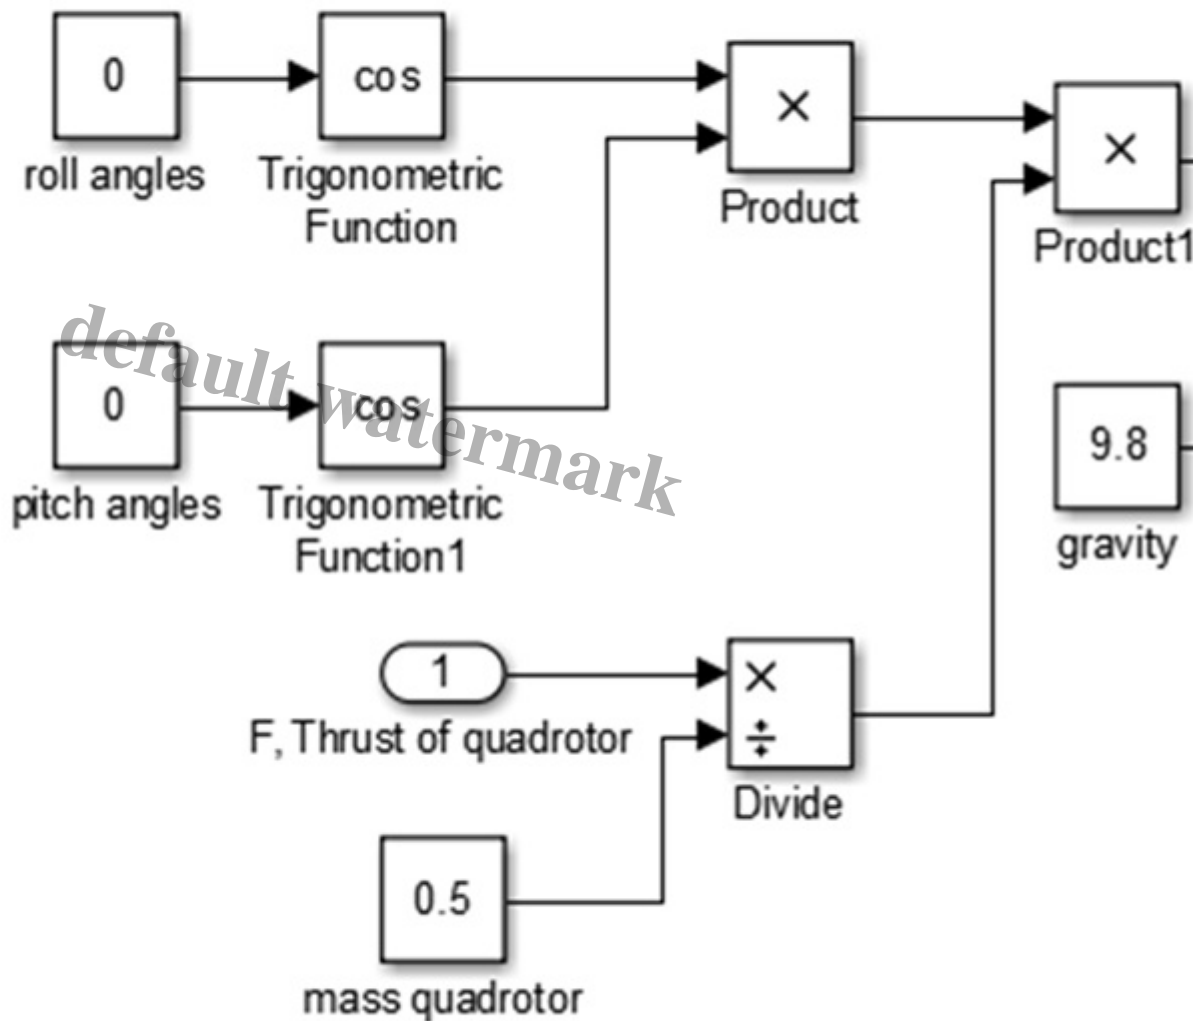 0
roll angles
cos
Trigonometric
Function
×
Product
×
Product1
0
pitch angles
cos
Trigonometric
Function1
default watermark
9.8
gravity
1
F, Thrust of quadrotor
×
÷
Divide
0.5
mass quadrotor